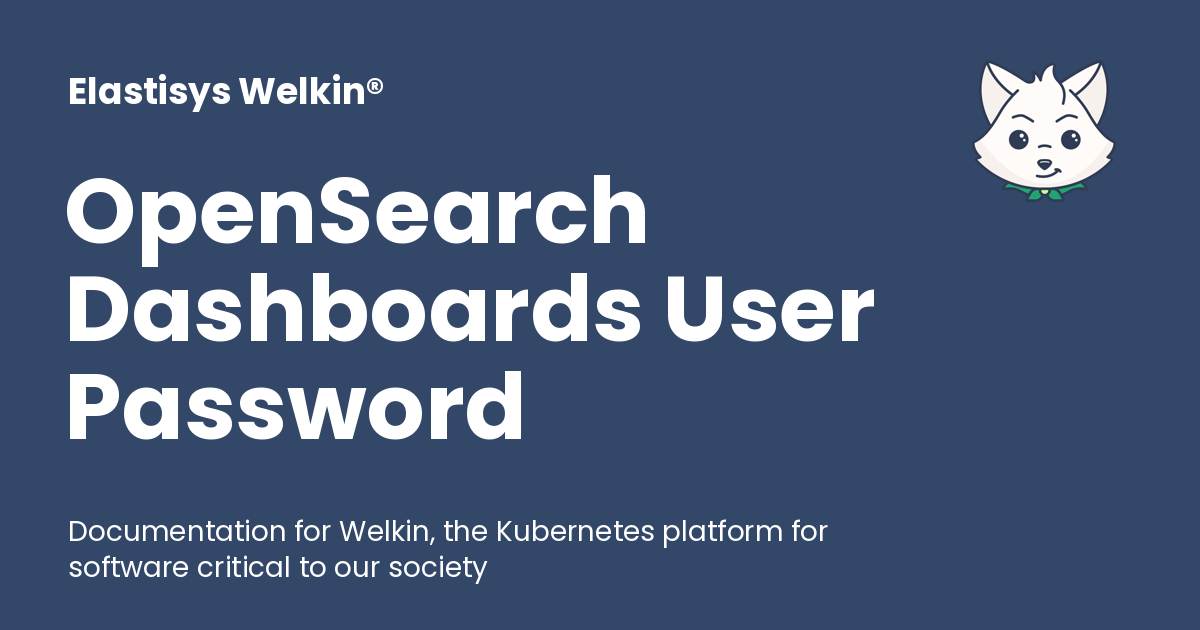 Elastisys Welkin®
OpenSearch
Dashboards User
Password
Documentation for Welkin, the Kubernetes platform for
software critical to our society